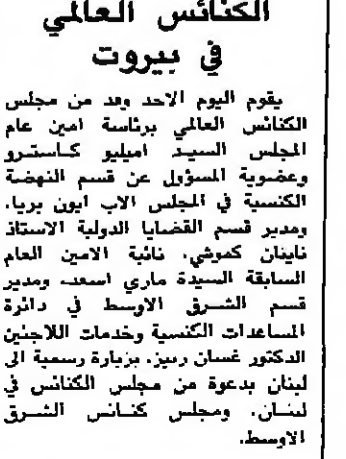 الكنائس العالمي
في بيروت
يقوم اليوم الاحد وفد من مجلس
الكنائس العالمي برئاسة امين عام
المجلس السيد اميليو كاسترو
وعضوية المسؤول عن قسم النهضة
الكنسية في المجلس الاب ايون بريا،
ومدير قسم القضايا الدولية الاستاذ
ناينان كموشي، نائبة الامين العام
السابقة السيدة ماري اسعد، ومدير
قسم الشرق الاوسط في دائرة
المساعدات الكنسية وخدمات اللاجئين
الدكتور غسان ربيز، بزيارة رسمية الى
لبنان بدعوة من مجلس الكنائس في
لبنان، ومجلس كنائس الشرق
الاوسط.